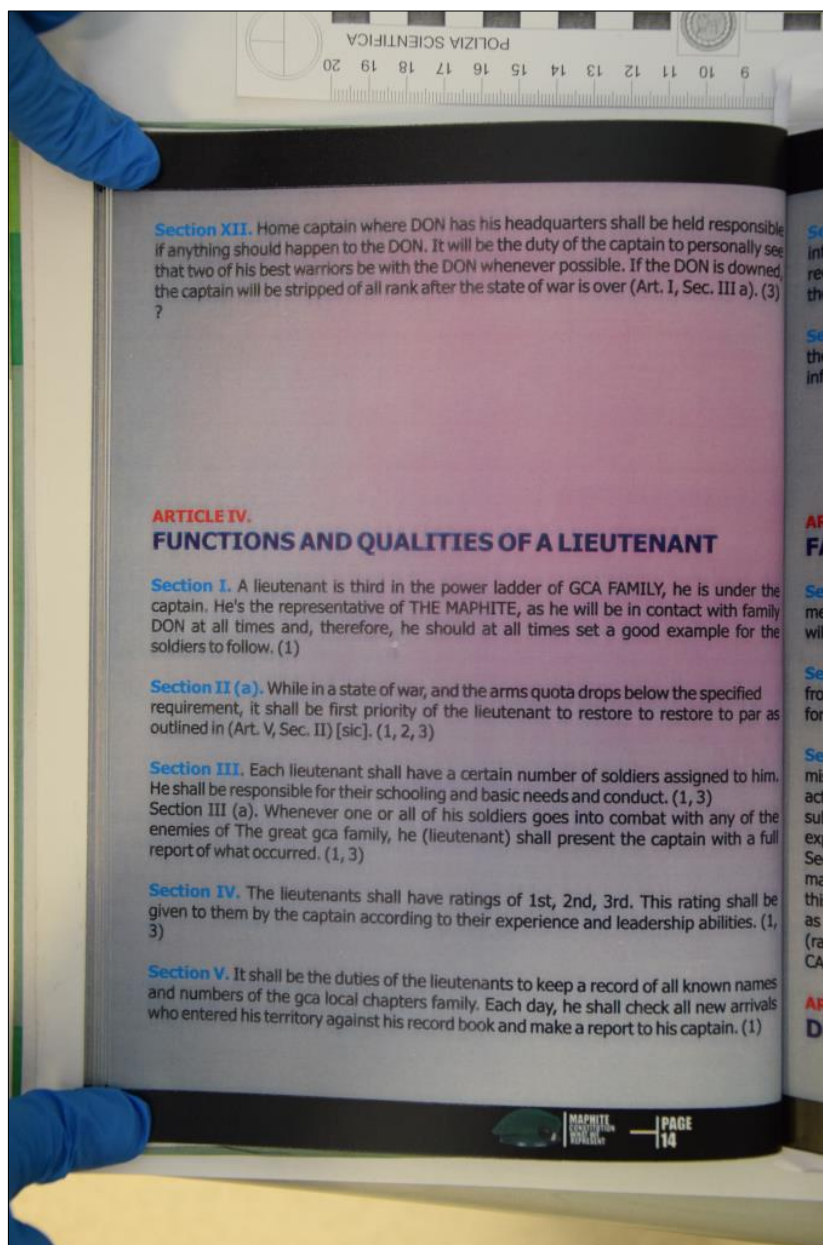 POLIZIA SCIENTIFICA
20 19 18 17 16 15 14 13 12 11 10 9
Section XII. Home captain where DON has his headquarters shall be held responsible
if anything should happen to the DON. It will be the duty of the captain to personally see
that two of his best warriors be with the DON whenever possible. If the DON is downed,
the captain will be stripped of all rank after the state of war is over (Art. I, Sec. III a). (3)
?
ARTICLE IV.
FUNCTIONS AND QUALITIES OF A LIEUTENANT
Section I. A lieutenant is third in the power ladder of GCA FAMILY, he is under the
captain. He's the representative of THE MAPHITE, as he will be in contact with family
DON at all times and, therefore, he should at all times set a good example for the
soldiers to follow. (1)
Section II (a). While in a state of war, and the arms quota drops below the specified
requirement, it shall be first priority of the lieutenant to restore to restore to par as
outlined in (Art. V, Sec. II) [sic]. (1, 2, 3)
Section III. Each lieutenant shall have a certain number of soldiers assigned to him.
He shall be responsible for their schooling and basic needs and conduct. (1, 3)
Section III (a). Whenever one or all of his soldiers goes into combat with any of the
enemies of The great gca family, he (lieutenant) shall present the captain with a full
report of what occurred. (1, 3)
Section IV. The lieutenants shall have ratings of 1st, 2nd, 3rd. This rating shall be
given to them by the captain according to their experience and leadership abilities. (1,
3)
Section V. It shall be the duties of the lieutenants to keep a record of all known names
and numbers of the gca local chapters family. Each day, he shall check all new arrivals
who entered his territory against his record book and make a report to his captain. (1)
MAPHITE
CONSTITUTION
WHAT WE
REPRESENT
PAGE
14